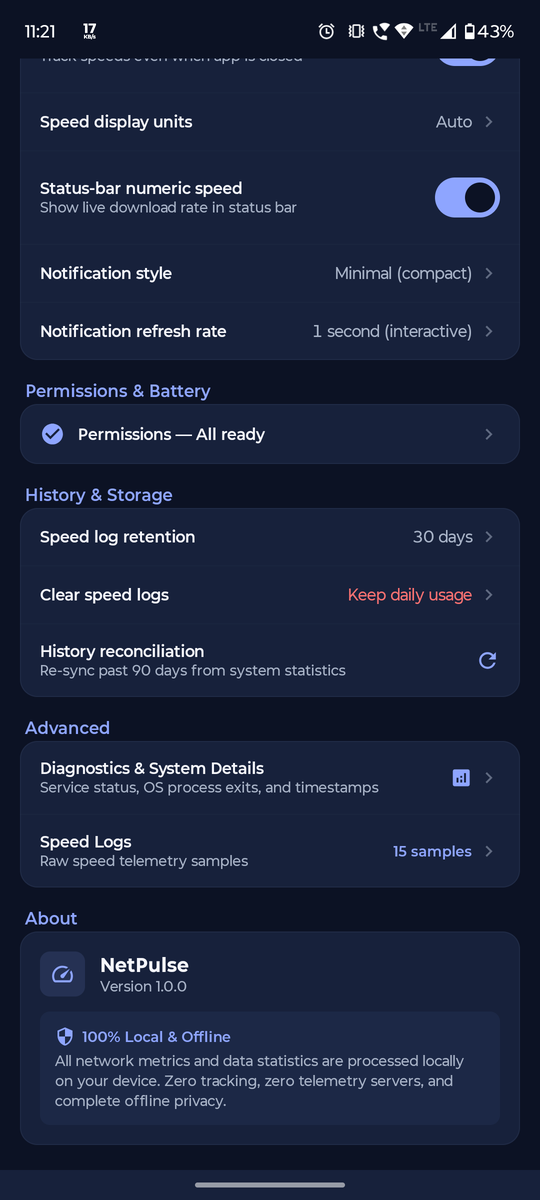 11:21 17 KB/s LTE 43%
Track speeds even when app is closed
Speed display units Auto
Status-bar numeric speed
Show live download rate in status bar
Notification style Minimal (compact)
Notification refresh rate 1 second (interactive)
Permissions & Battery
Permissions — All ready
History & Storage
Speed log retention 30 days
Clear speed logs Keep daily usage
History reconciliation
Re-sync past 90 days from system statistics
Advanced
Diagnostics & System Details
Service status, OS process exits, and timestamps
Speed Logs
Raw speed telemetry samples
15 samples
About
NetPulse
Version 1.0.0
100% Local & Offline
All network metrics and data statistics are processed locally
on your device. Zero tracking, zero telemetry servers, and
complete offline privacy.